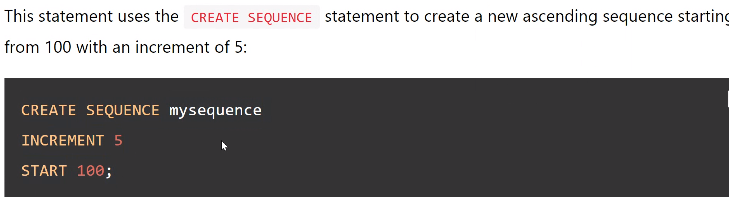 This statement uses the CREATE SEQUENCE statement to create a new ascending sequence starting
from 100 with an increment of 5:
CREATE SEQUENCE mysequence
INCREMENT 5
START 100;